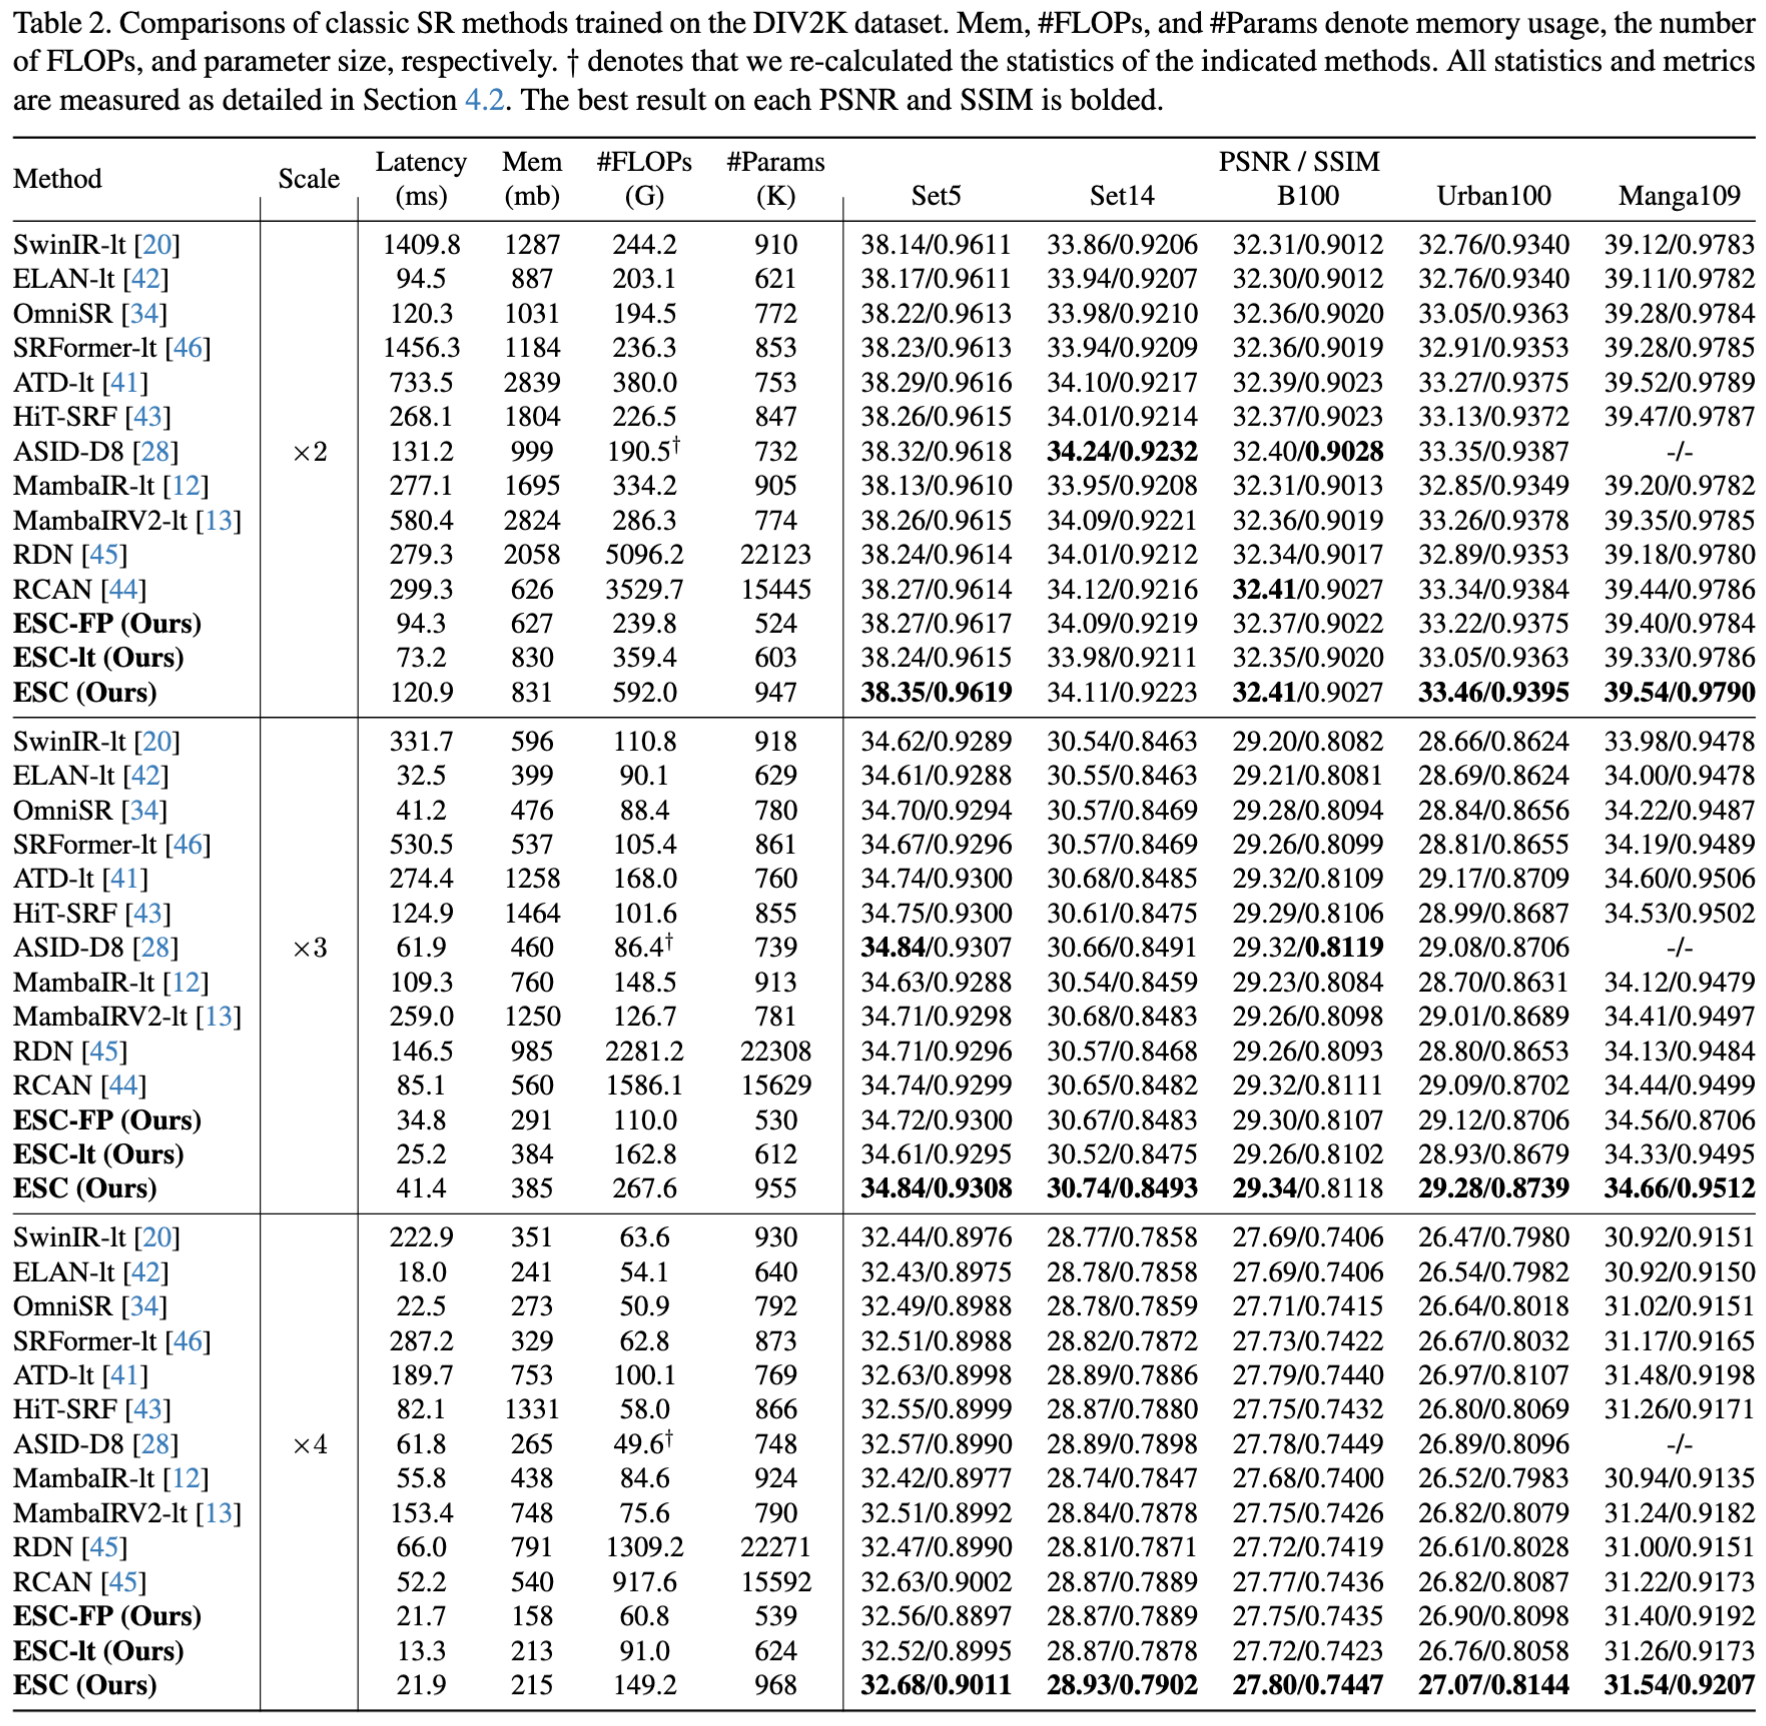 Table 2. Comparisons of classic SR methods trained on the DIV2K dataset. Mem, #FLOPs, and #Params denote memory usage, the number
of FLOPs, and parameter size, respectively. † denotes that we re-calculated the statistics of the indicated methods. All statistics and metrics
are measured as detailed in Section 4.2. The best result on each PSNR and SSIM is bolded.
Method Scale Latency (ms) Mem (mb) #FLOPs (G) #Params (K) PSNR / SSIM
Set5 Set14 B100 Urban100 Manga109
SwinIR-lt [20] 1409.8 1287 244.2 910 38.14/0.9611 33.86/0.9206 32.31/0.9012 32.76/0.9340 39.12/0.9783
ELAN-lt [42] 94.5 887 203.1 621 38.17/0.9611 33.94/0.9207 32.30/0.9012 32.76/0.9340 39.11/0.9782
OmniSR [34] 120.3 1031 194.5 772 38.22/0.9613 33.98/0.9210 32.36/0.9020 33.05/0.9363 39.28/0.9784
SRFormer-lt [46] 1456.3 1184 236.3 853 38.23/0.9613 33.94/0.9209 32.36/0.9019 32.91/0.9353 39.28/0.9785
ATD-lt [41] 733.5 2839 380.0 753 38.29/0.9616 34.10/0.9217 32.39/0.9023 33.27/0.9375 39.52/0.9789
HiT-SRF [43] 268.1 1804 226.5 847 38.26/0.9615 34.01/0.9214 32.37/0.9023 33.13/0.9372 39.47/0.9787
ASID-D8 [28] ×2 131.2 999 190.5† 732 38.32/0.9618 34.24/0.9232 32.40/0.9028 33.35/0.9387 -/-
MambaIR-lt [12] 277.1 1695 334.2 905 38.13/0.9610 33.95/0.9208 32.31/0.9013 32.85/0.9349 39.20/0.9782
MambaIRV2-lt [13] 580.4 2824 286.3 774 38.26/0.9615 34.09/0.9221 32.36/0.9019 33.26/0.9378 39.35/0.9785
RDN [45] 279.3 2058 5096.2 22123 38.24/0.9614 34.01/0.9212 32.34/0.9017 32.89/0.9353 39.18/0.9780
RCAN [44] 299.3 626 3529.7 15445 38.27/0.9614 34.12/0.9216 32.41/0.9027 33.34/0.9384 39.44/0.9786
ESC-FP (Ours) 94.3 627 239.8 524 38.27/0.9617 34.09/0.9219 32.37/0.9022 33.22/0.9375 39.40/0.9784
ESC-lt (Ours) 73.2 830 359.4 603 38.24/0.9615 33.98/0.9211 32.35/0.9020 33.05/0.9363 39.33/0.9786
ESC (Ours) 120.9 831 592.0 947 38.35/0.9619 34.11/0.9223 32.41/0.9027 33.46/0.9395 39.54/0.9790
SwinIR-lt [20] 331.7 596 110.8 918 34.62/0.9289 30.54/0.8463 29.20/0.8082 28.66/0.8624 33.98/0.9478
ELAN-lt [42] 32.5 399 90.1 629 34.61/0.9288 30.55/0.8463 29.21/0.8081 28.69/0.8624 34.00/0.9478
OmniSR [34] 41.2 476 88.4 780 34.70/0.9294 30.57/0.8469 29.28/0.8094 28.84/0.8656 34.22/0.9487
SRFormer-lt [46] 530.5 537 105.4 861 34.67/0.9296 30.57/0.8469 29.26/0.8099 28.81/0.8655 34.19/0.9489
ATD-lt [41] 274.4 1258 168.0 760 34.74/0.9300 30.68/0.8485 29.32/0.8109 29.17/0.8709 34.60/0.9506
HiT-SRF [43] 124.9 1464 101.6 855 34.75/0.9300 30.61/0.8475 29.29/0.8106 28.99/0.8687 34.53/0.9502
ASID-D8 [28] ×3 61.9 460 86.4† 739 34.84/0.9307 30.66/0.8491 29.32/0.8119 29.08/0.8706 -/-
MambaIR-lt [12] 109.3 760 148.5 913 34.63/0.9288 30.54/0.8459 29.23/0.8084 28.70/0.8631 34.12/0.9479
MambaIRV2-lt [13] 259.0 1250 126.7 781 34.71/0.9298 30.68/0.8483 29.26/0.8098 29.01/0.8689 34.41/0.9497
RDN [45] 146.5 985 2281.2 22308 34.71/0.9296 30.57/0.8468 29.26/0.8093 28.80/0.8653 34.13/0.9484
RCAN [44] 85.1 560 1586.1 15629 34.74/0.9299 30.65/0.8482 29.32/0.8111 29.09/0.8702 34.44/0.9499
ESC-FP (Ours) 34.8 291 110.0 530 34.72/0.9300 30.67/0.8483 29.30/0.8107 29.12/0.8706 34.56/0.8706
ESC-lt (Ours) 25.2 384 162.8 612 34.61/0.9295 30.52/0.8475 29.26/0.8102 28.93/0.8679 34.33/0.9495
ESC (Ours) 41.4 385 267.6 955 34.84/0.9308 30.74/0.8493 29.34/0.8118 29.28/0.8739 34.66/0.9512
SwinIR-lt [20] 222.9 351 63.6 930 32.44/0.8976 28.77/0.7858 27.69/0.7406 26.47/0.7980 30.92/0.9151
ELAN-lt [42] 18.0 241 54.1 640 32.43/0.8975 28.78/0.7858 27.69/0.7406 26.54/0.7982 30.92/0.9150
OmniSR [34] 22.5 273 50.9 792 32.49/0.8988 28.78/0.7859 27.71/0.7415 26.64/0.8018 31.02/0.9151
SRFormer-lt [46] 287.2 329 62.8 873 32.51/0.8988 28.82/0.7872 27.73/0.7422 26.67/0.8032 31.17/0.9165
ATD-lt [41] 189.7 753 100.1 769 32.63/0.8998 28.89/0.7886 27.79/0.7440 26.97/0.8107 31.48/0.9198
HiT-SRF [43] 82.1 1331 58.0 866 32.55/0.8999 28.87/0.7880 27.75/0.7432 26.80/0.8069 31.26/0.9171
ASID-D8 [28] ×4 61.8 265 49.6† 748 32.57/0.8990 28.89/0.7898 27.78/0.7449 26.89/0.8096 -/-
MambaIR-lt [12] 55.8 438 84.6 924 32.42/0.8977 28.74/0.7847 27.68/0.7400 26.52/0.7983 30.94/0.9135
MambaIRV2-lt [13] 153.4 748 75.6 790 32.51/0.8992 28.84/0.7878 27.75/0.7426 26.82/0.8079 31.24/0.9182
RDN [45] 66.0 791 1309.2 22271 32.47/0.8990 28.81/0.7871 27.72/0.7419 26.61/0.8028 31.00/0.9151
RCAN [45] 52.2 540 917.6 15592 32.63/0.9002 28.87/0.7889 27.77/0.7436 26.82/0.8087 31.22/0.9173
ESC-FP (Ours) 21.7 158 60.8 539 32.56/0.8897 28.87/0.7889 27.75/0.7435 26.90/0.8098 31.40/0.9192
ESC-lt (Ours) 13.3 213 91.0 624 32.52/0.8995 28.87/0.7878 27.72/0.7423 26.76/0.8058 31.26/0.9173
ESC (Ours) 21.9 215 149.2 968 32.68/0.9011 28.93/0.7902 27.80/0.7447 27.07/0.8144 31.54/0.9207